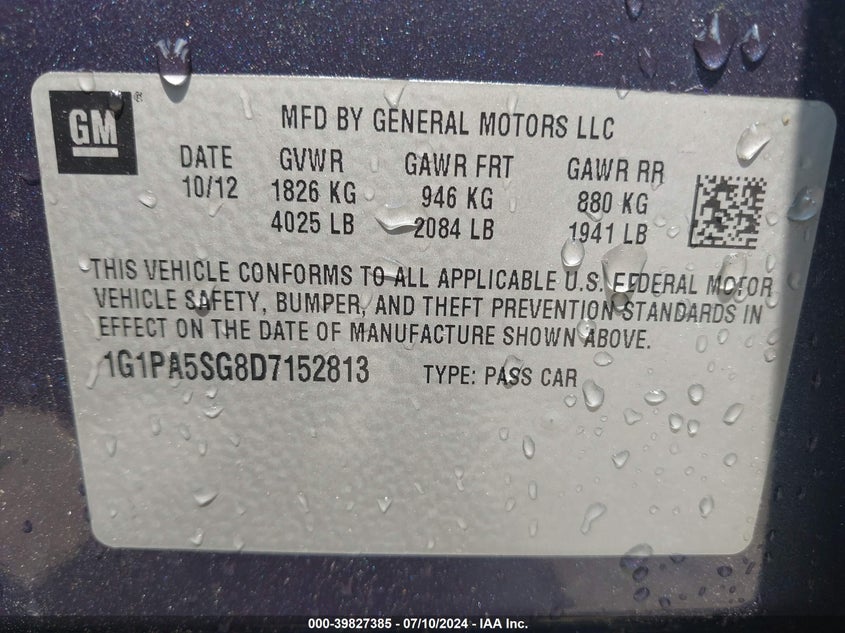 GM ®
MFD BY GENERAL MOTORS LLC
DATE GVWR GAWR FRT GAWR RR
10/12 1826 KG 946 KG 880 KG
4025 LB 2084 LB 1941 LB
THIS VEHICLE CONFORMS TO ALL APPLICABLE U.S. FEDERAL MOTOR
VEHICLE SAFETY, BUMPER, AND THEFT PREVENTION STANDARDS IN
EFFECT ON THE DATE OF MANUFACTURE SHOWN ABOVE.
1G1PA5SG8D7152813 TYPE: PASS CAR
000-39827385 - 07/10/2024 - IAA Inc.